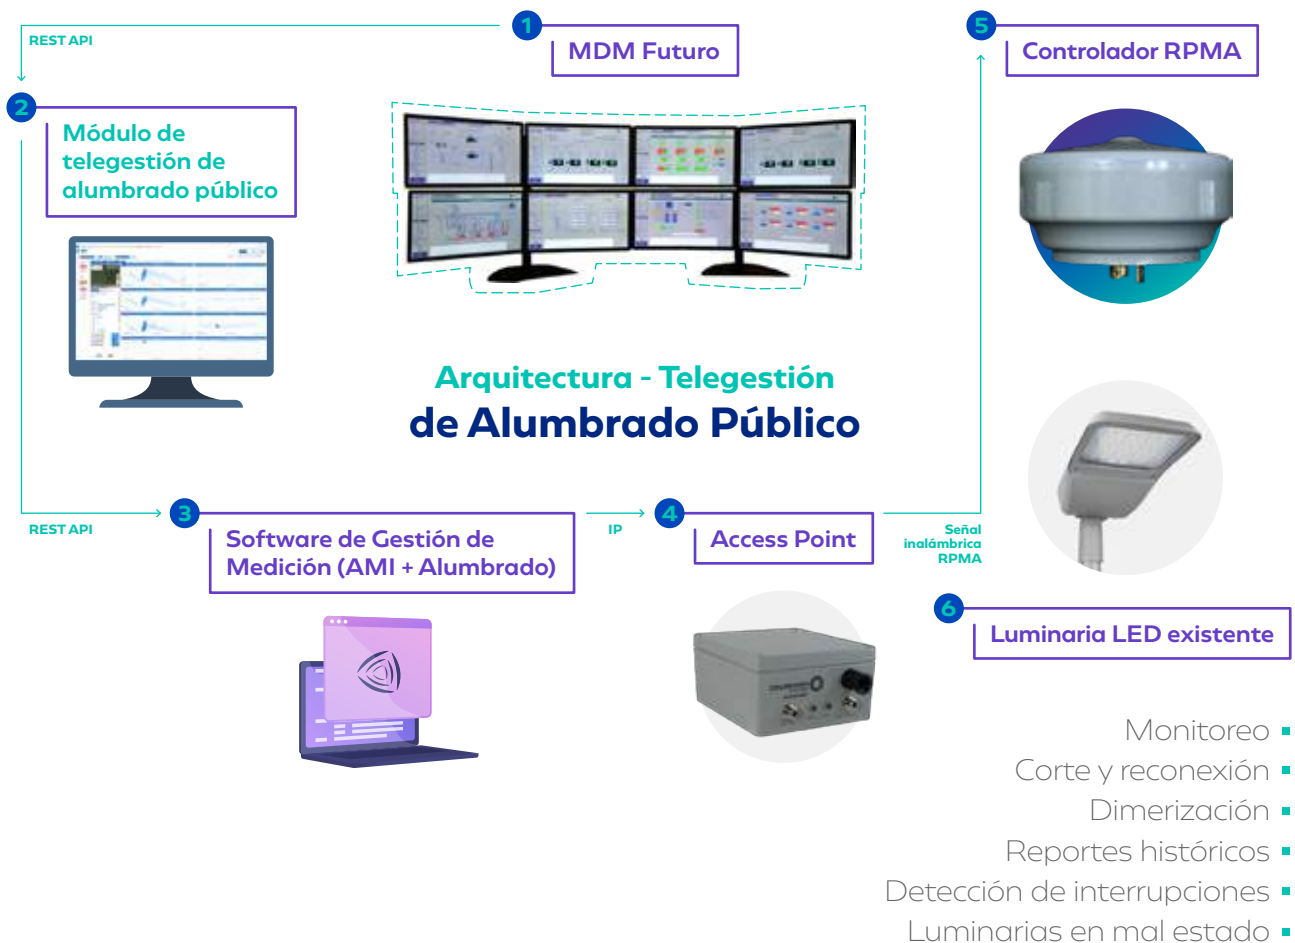 1
MDM Futuro
REST API
2
Módulo de
telegestión de
alumbrado público
Arquitectura - Telegestión
de Alumbrado Público
REST API
3
Software de Gestión de
Medición (AMI + Alumbrado)
IP
4
Access Point
Señal
inalámbrica
RPMA
5
Controlador RPMA
6
Luminaria LED existente
Monitoreo
Corte y reconexión
Dimerización
Reportes históricos
Detección de interrupciones
Luminarias en mal estado